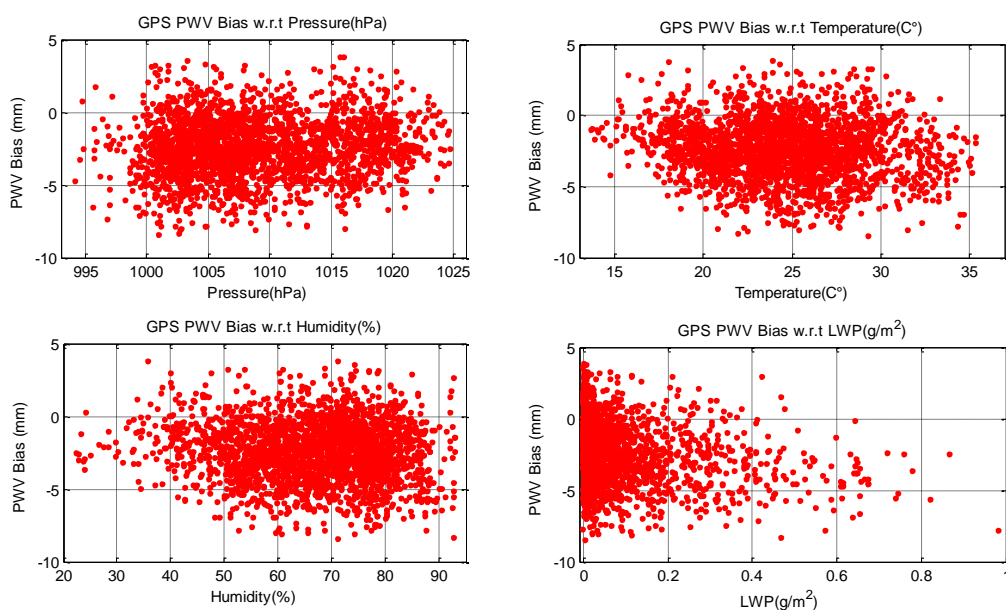 GPS PWV Bias w.r.t Pressure(hPa)
5
0
-5
-10
PWV Bias (mm)
995 1000 1005 1010 1015 1020 1025
Pressure(hPa)
GPS PWV Bias w.r.t Temperature(C°)
5
0
-5
-10
PWV Bias (mm)
15 20 25 30 35
Temperature(C°)
GPS PWV Bias w.r.t Humidity(%)
5
0
-5
-10
PWV Bias (mm)
20 30 40 50 60 70 80 90
Humidity(%)
GPS PWV Bias w.r.t LWP(g/m²)
5
0
-5
-10
PWV Bias (mm)
0 0.2 0.4 0.6 0.8 1
LWP(g/m²)